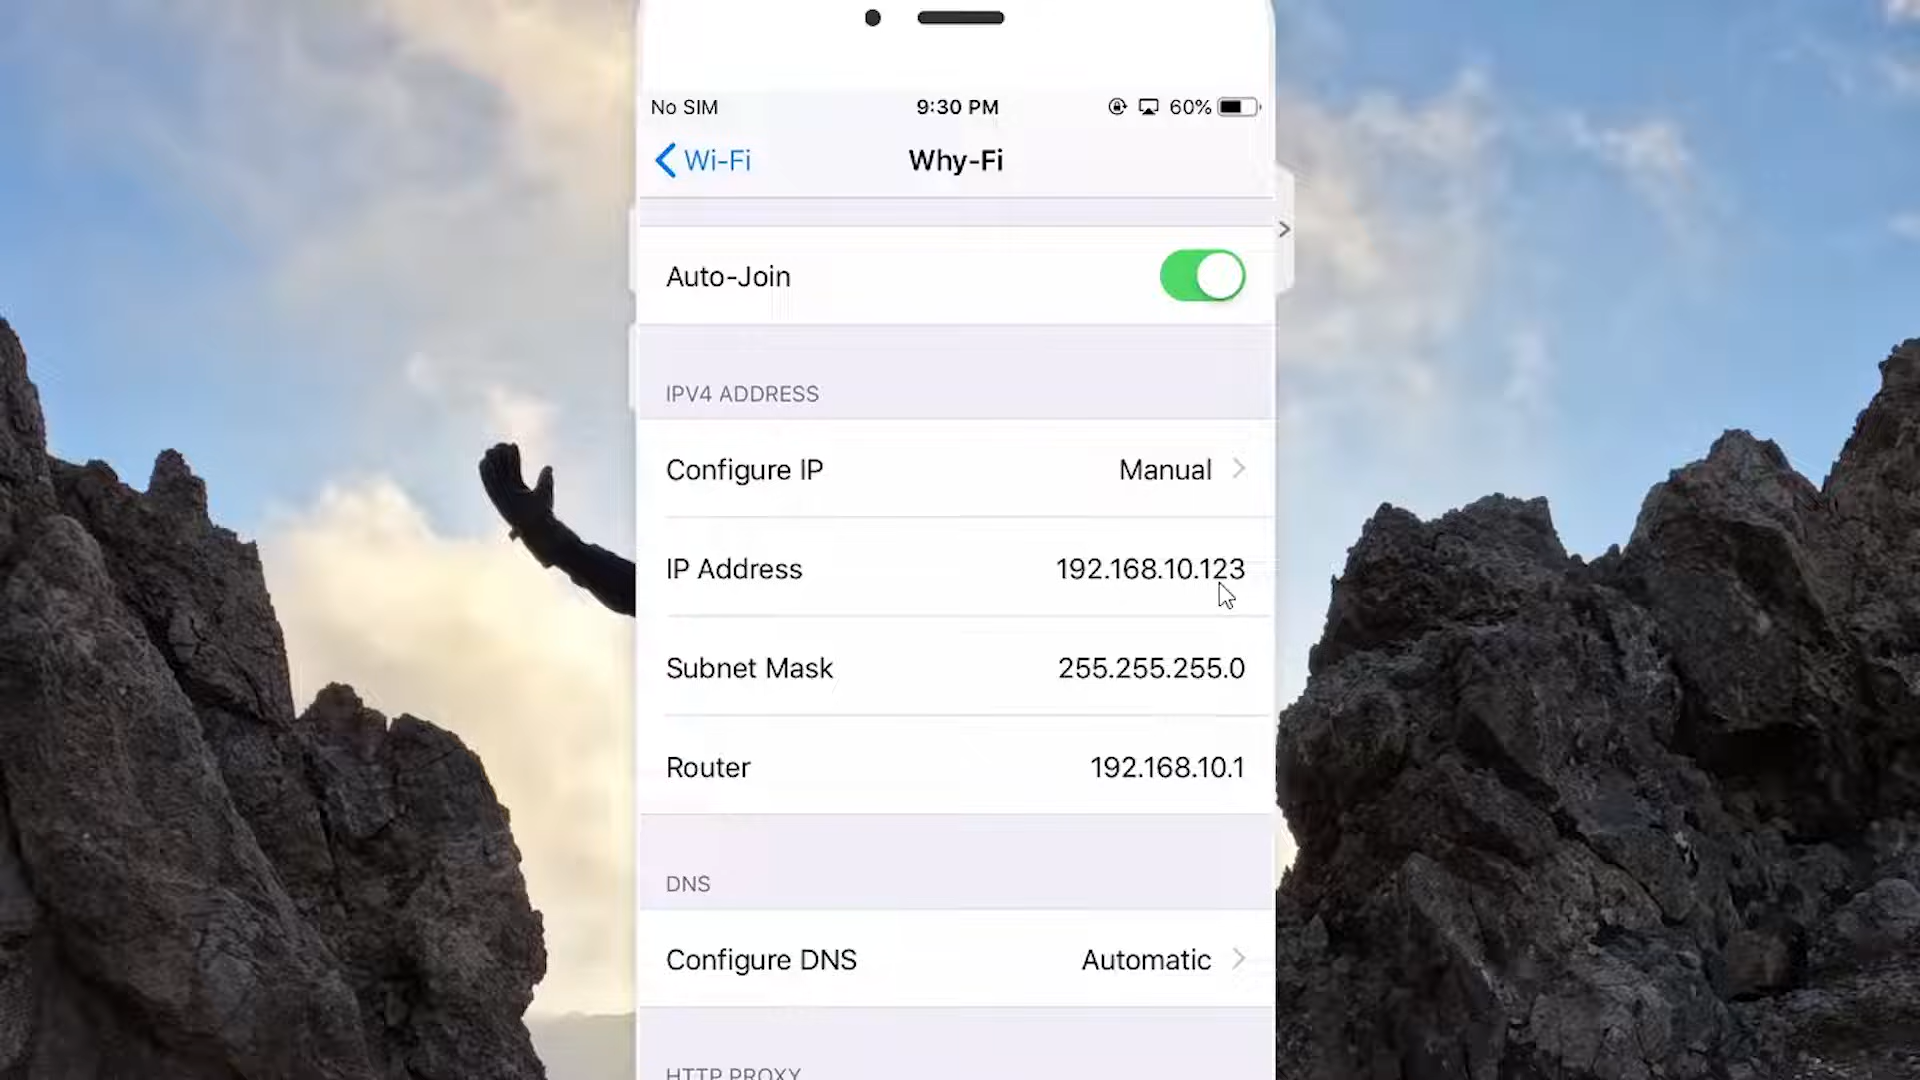 No SIM 9:30 PM 60%
Wi-Fi Why-Fi
Auto-Join
IPV4 ADDRESS
Configure IP Manual
IP Address 192.168.10.123
Subnet Mask 255.255.255.0
Router 192.168.10.1
DNS
Configure DNS Automatic
HTTP PROXY